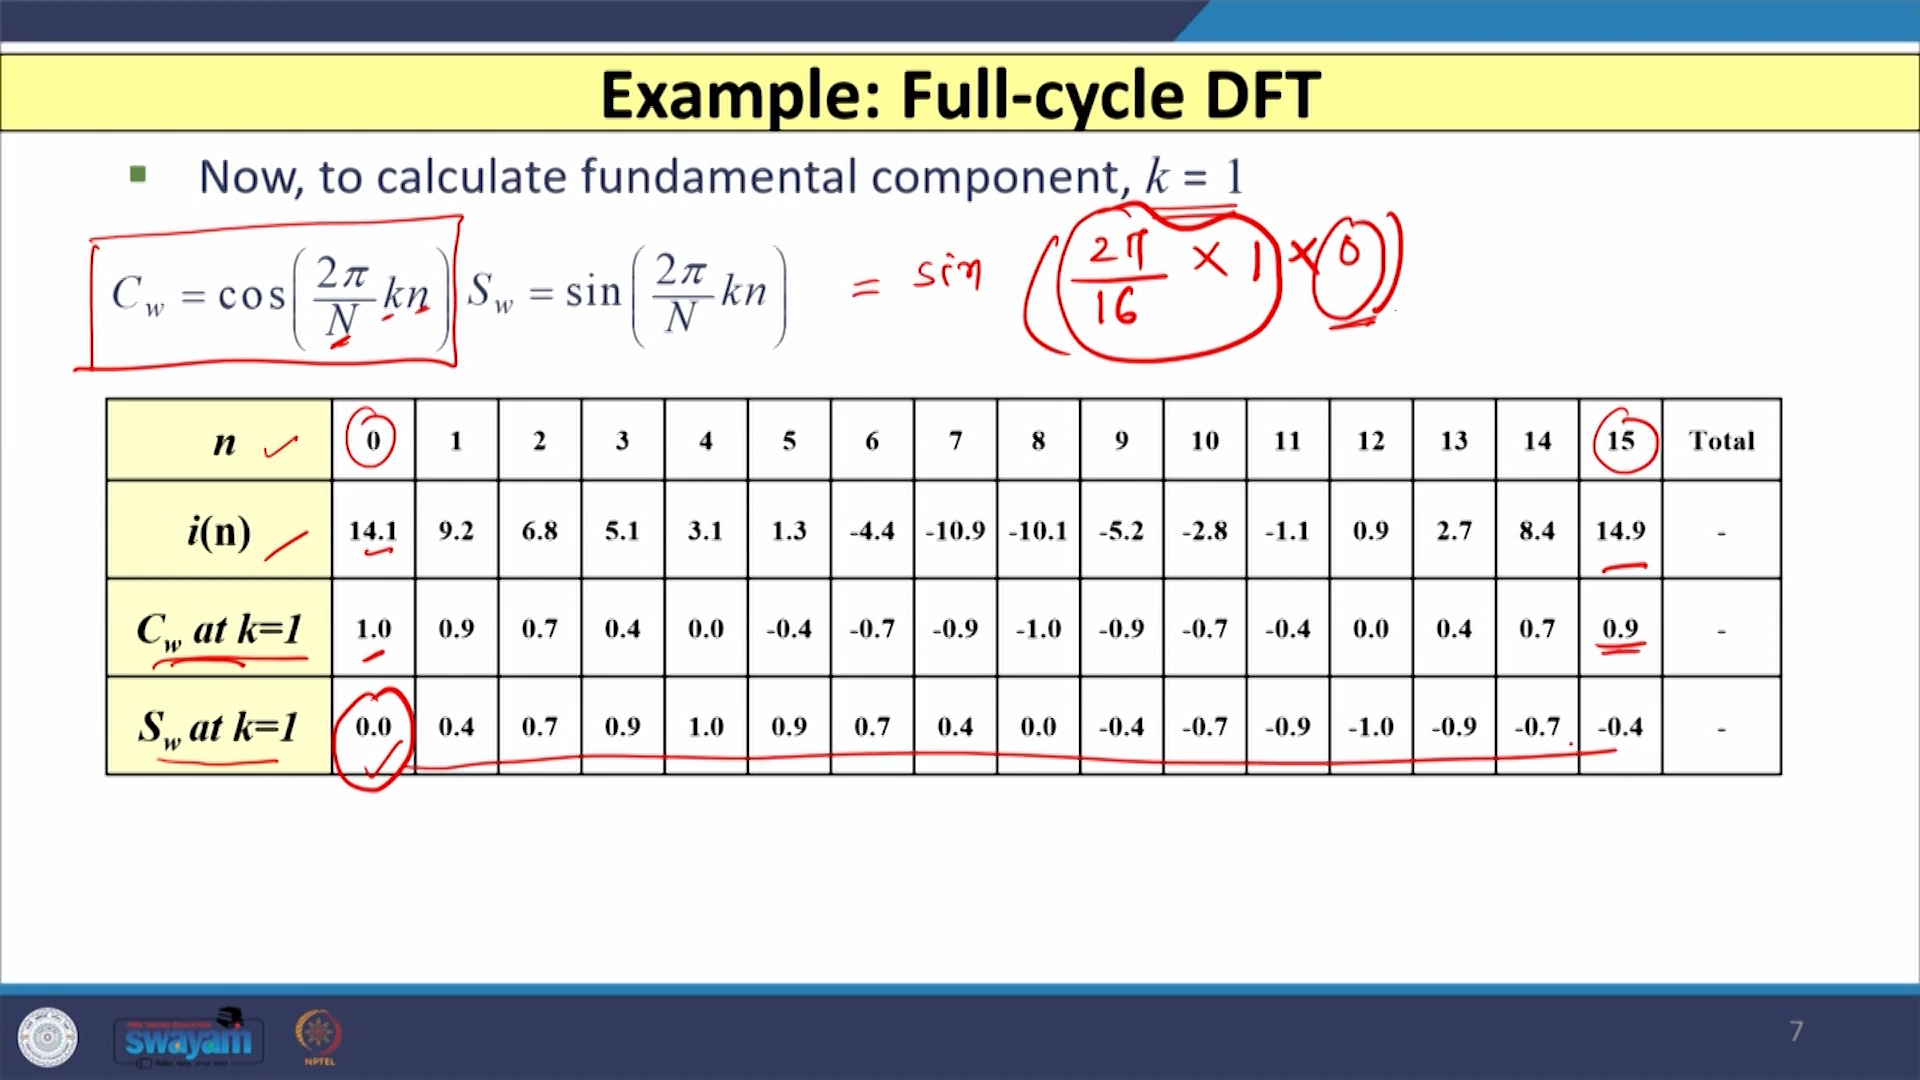 Example: Full-cycle DFT
▪ Now, to calculate fundamental component, k = 1
C_w = cos(2π/N kn) S_w = sin(2π/N kn) = sin((2π/16 × 1) × 0)
n 0 1 2 3 4 5 6 7 8 9 10 11 12 13 14 15 Total
i(n) 14.1 9.2 6.8 5.1 3.1 1.3 -4.4 -10.9 -10.1 -5.2 -2.8 -1.1 0.9 2.7 8.4 14.9 -
C_w at k=1 1.0 0.9 0.7 0.4 0.0 -0.4 -0.7 -0.9 -1.0 -0.9 -0.7 -0.4 0.0 0.4 0.7 0.9 -
S_w at k=1 0.0 0.4 0.7 0.9 1.0 0.9 0.7 0.4 0.0 -0.4 -0.7 -0.9 -1.0 -0.9 -0.7 -0.4 -
swayam
NPTEL
7